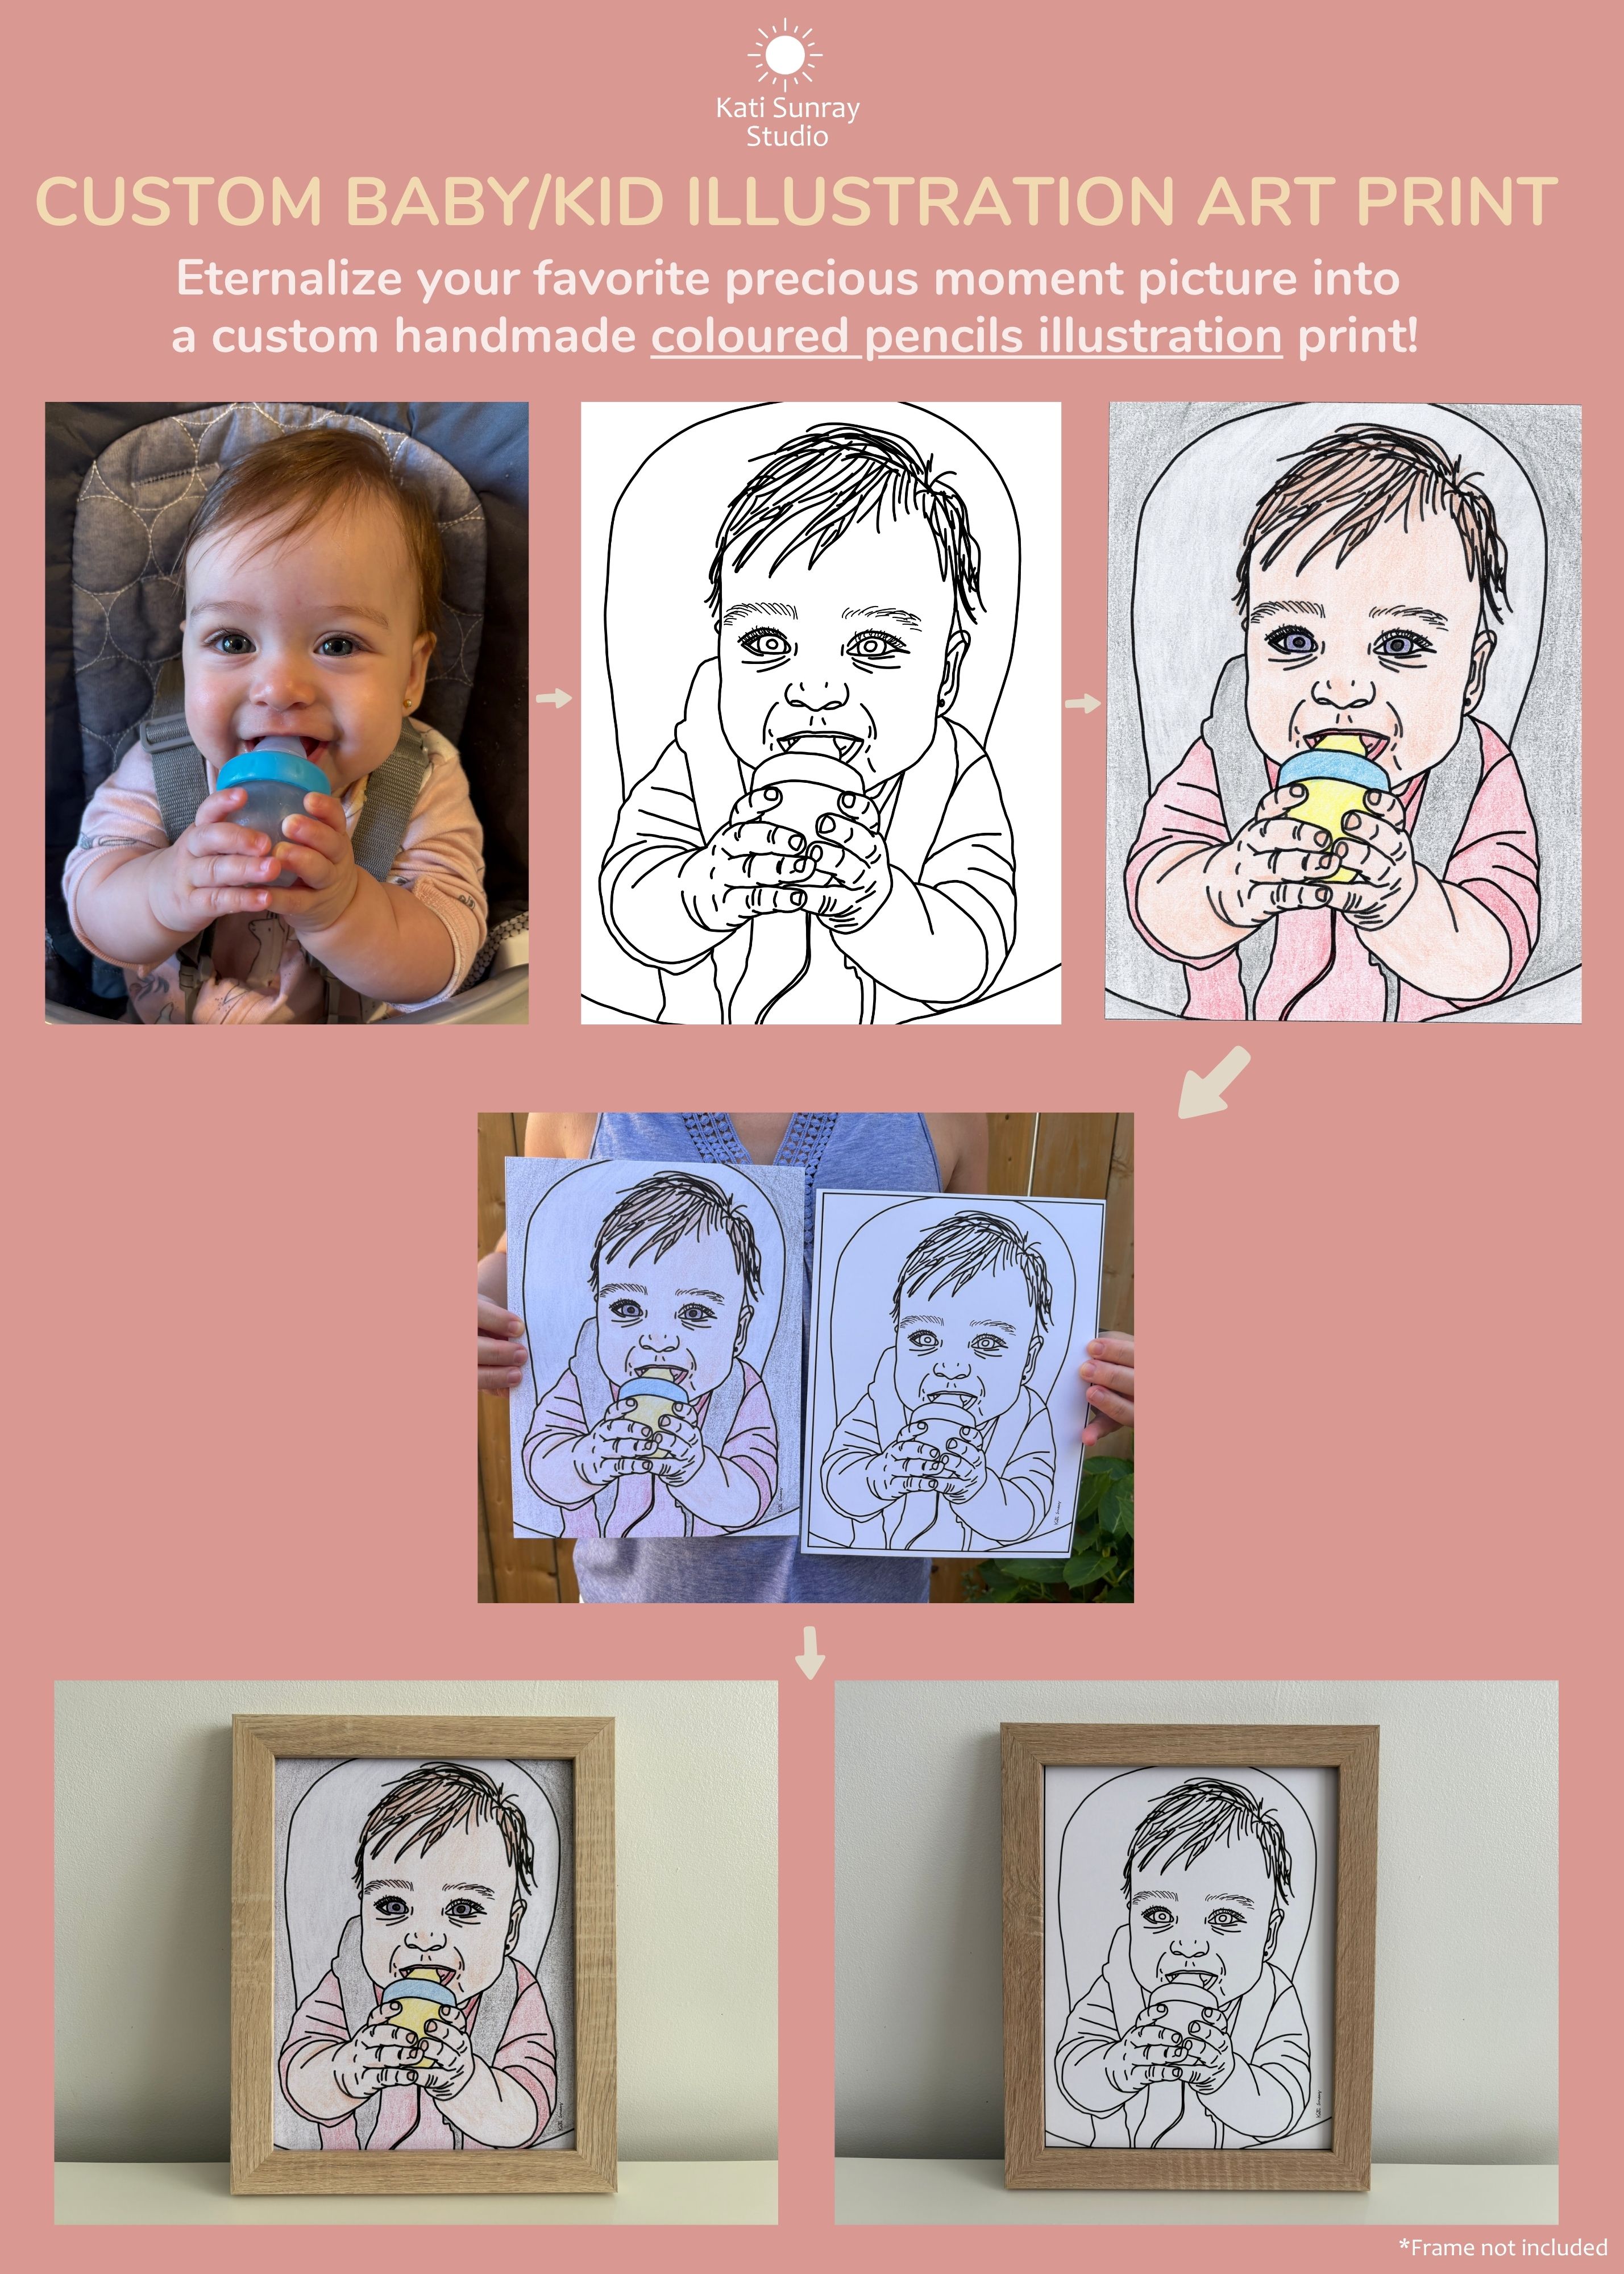 Kati Sunray
Studio
CUSTOM BABY/KID ILLUSTRATION ART PRINT
Eternalize your favorite precious moment picture into
a custom handmade coloured pencils illustration print!
*Frame not included